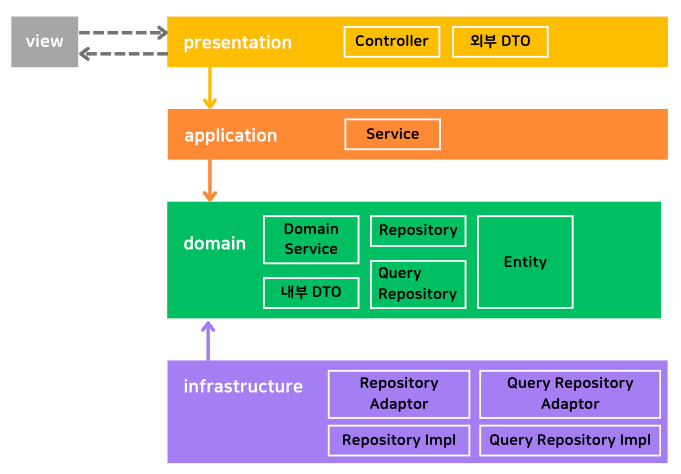 view
presentation
Controller
외부 DTO
application
Service
domain
Domain
Service
내부 DTO
Repository
Query
Repository
Entity
infrastructure
Repository
Adaptor
Query Repository
Adaptor
Repository Impl
Query Repository Impl